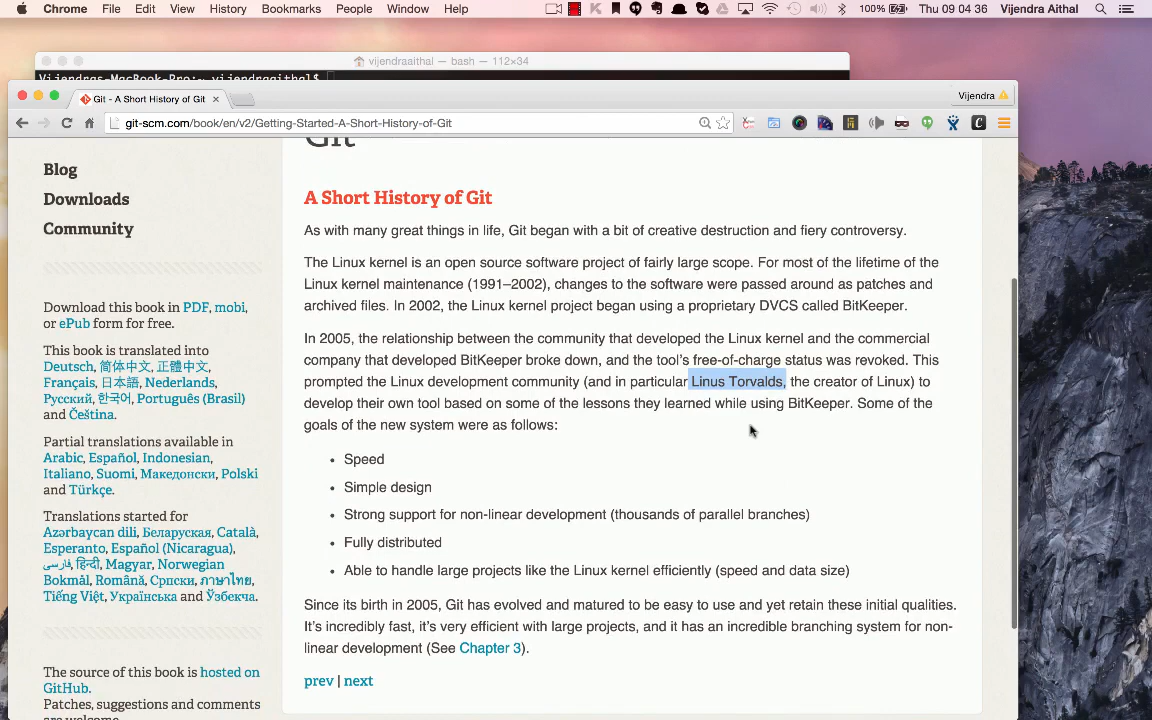 Chrome File Edit View History Bookmarks People Window Help 100% Thu 09 04 36 Vijendra Aithal
vijendraaithal — bash — 112×34
Vijendras-MacBook-Pro:~ vijendraaithal$
Git - A Short History of Git
Vijendra
git-scm.com/book/en/v2/Getting-Started-A-Short-History-of-Git
Blog
Downloads
Community
Download this book in PDF, mobi,
or ePub form for free.
This book is translated into
Deutsch, 简体中文, 正體中文,
Français, 日本語, Nederlands,
Русский, 한국어, Português (Brasil)
and Čeština.
Partial translations available in
Arabic, Español, Indonesian,
Italiano, Suomi, Македонски, Polski
and Türkçe.
Translations started for
Azərbaycan dili, Беларуская, Català,
Esperanto, Español (Nicaragua),
فارسی, हिन्दी, Magyar, Norwegian
Bokmål, Română, Српски, ภาษาไทย,
Tiếng Việt, Українська and Ўзбекча.
The source of this book is hosted on
GitHub.
Patches, suggestions and comments
are welcome.
Git
A Short History of Git
As with many great things in life, Git began with a bit of creative destruction and fiery controversy.
The Linux kernel is an open source software project of fairly large scope. For most of the lifetime of the
Linux kernel maintenance (1991–2002), changes to the software were passed around as patches and
archived files. In 2002, the Linux kernel project began using a proprietary DVCS called BitKeeper.
In 2005, the relationship between the community that developed the Linux kernel and the commercial
company that developed BitKeeper broke down, and the tool's free-of-charge status was revoked. This
prompted the Linux development community (and in particular Linus Torvalds, the creator of Linux) to
develop their own tool based on some of the lessons they learned while using BitKeeper. Some of the
goals of the new system were as follows:
• Speed
• Simple design
• Strong support for non-linear development (thousands of parallel branches)
• Fully distributed
• Able to handle large projects like the Linux kernel efficiently (speed and data size)
Since its birth in 2005, Git has evolved and matured to be easy to use and yet retain these initial qualities.
It's incredibly fast, it's very efficient with large projects, and it has an incredible branching system for non-
linear development (See Chapter 3).
prev | next